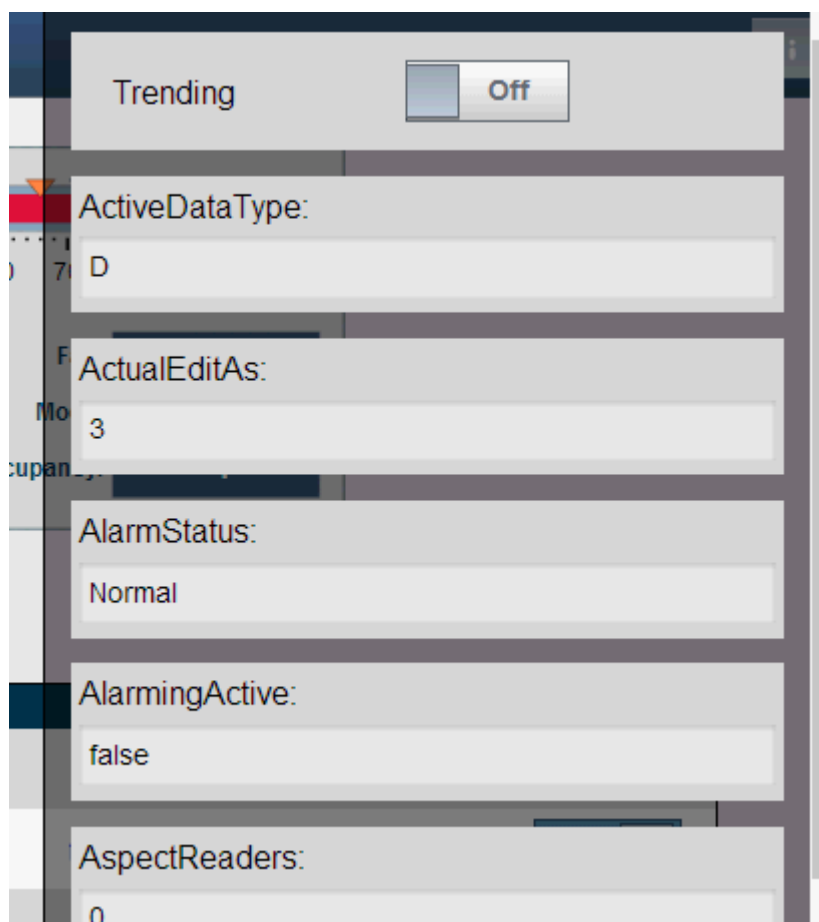 Trending
Off
ActiveDataType:
D
ActualEditAs:
3
AlarmStatus:
Normal
AlarmingActive:
false
AspectReaders:
0